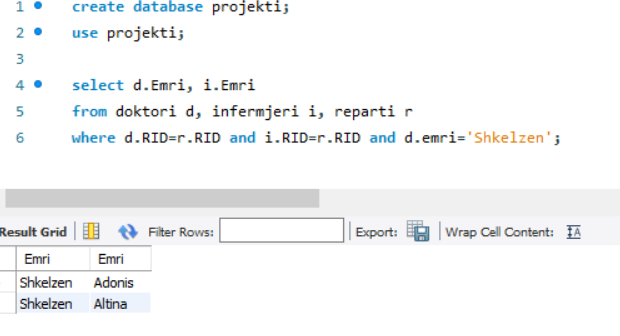 1 create database projekti;
2 use projekti;
3
4 select d.Emri, i.Emri
5 from doktori d, infermjeri i, reparti r
6 where d.RID=r.RID and i.RID=r.RID and d.emri='Shkelzen';
Result Grid Filter Rows: Export: Wrap Cell Content: IA
Emri Emri
Shkelzen Adonis
Shkelzen Altina